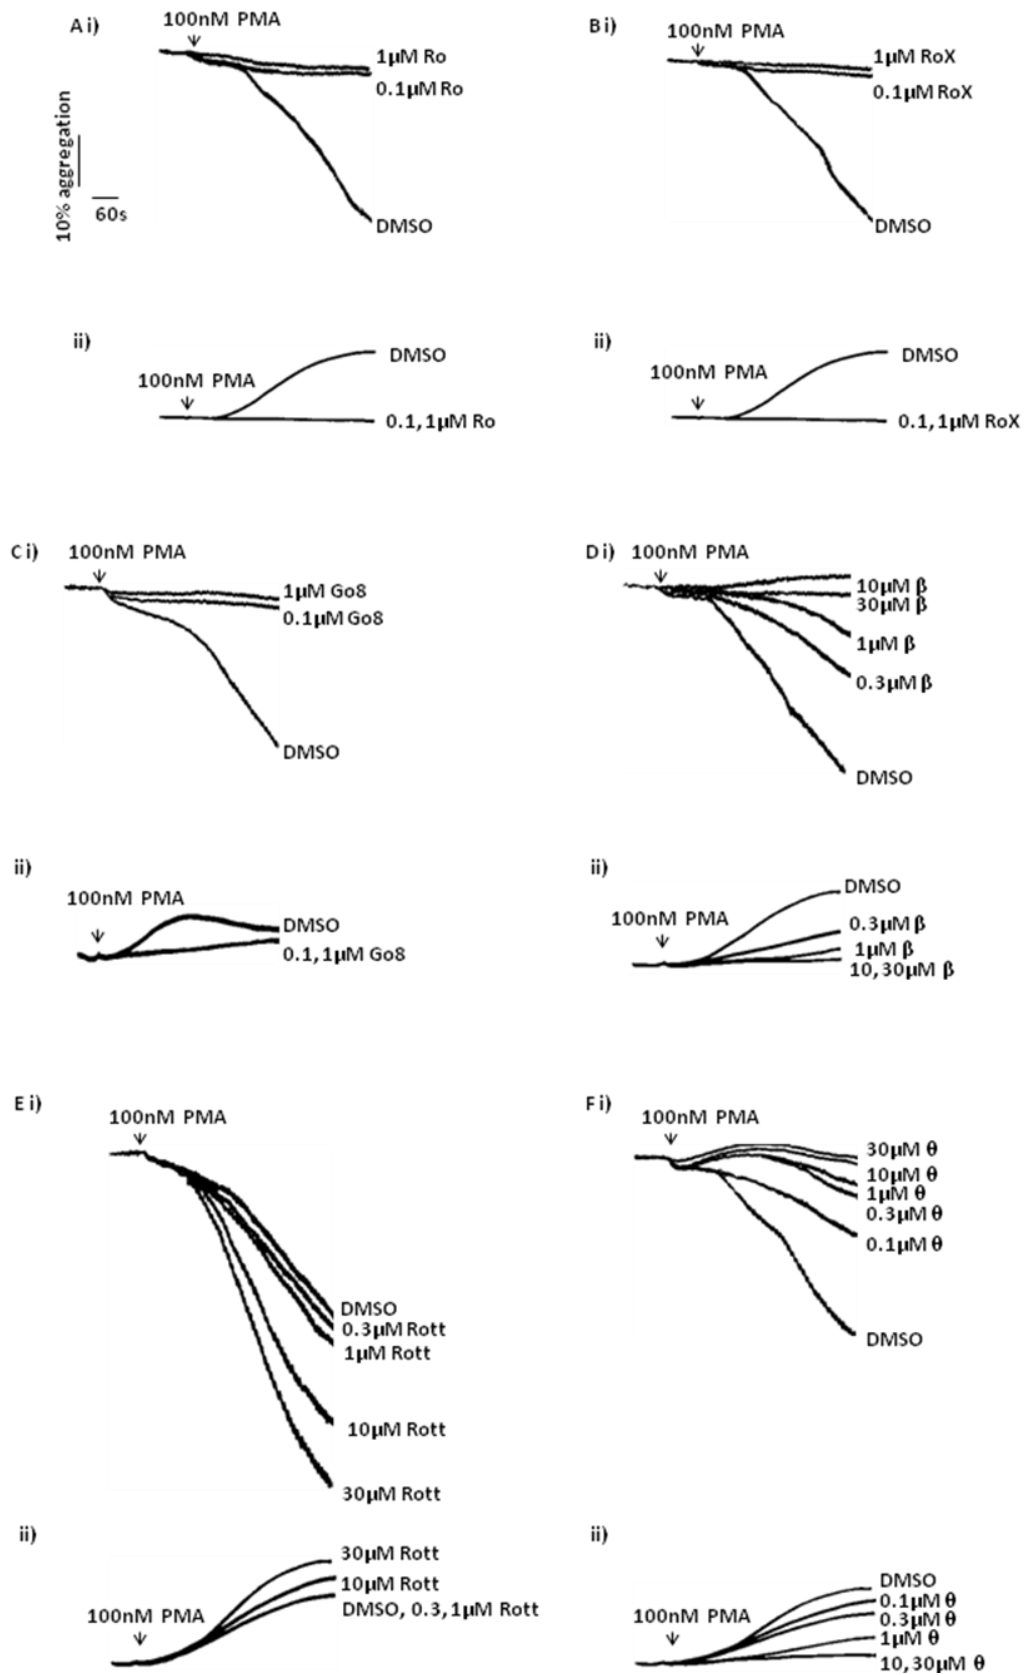 A i)
100nM PMA
1µM Ro
0.1µM Ro
10% aggregation
60s
DMSO
B i)
100nM PMA
1µM RoX
0.1µM RoX
DMSO
ii)
100nM PMA
DMSO
0.1,1µM Ro
ii)
100nM PMA
DMSO
0.1,1µM RoX
C i)
100nM PMA
1µM Go8
0.1µM Go8
DMSO
D i)
100nM PMA
10µM β
30µM β
1µM β
0.3µM β
DMSO
ii)
100nM PMA
DMSO
0.1,1µM Go8
ii)
100nM PMA
DMSO
0.3µM β
1µM β
10,30µM β
E i)
100nM PMA
DMSO
0.3µM Rott
1µM Rott
10µM Rott
30µM Rott
F i)
100nM PMA
30µM θ
10µM θ
1µM θ
0.3µM θ
0.1µM θ
DMSO
ii)
100nM PMA
30µM Rott
10µM Rott
DMSO, 0.3,1µM Rott
ii)
100nM PMA
DMSO
0.1µM θ
0.3µM θ
1µM θ
10,30µM θ